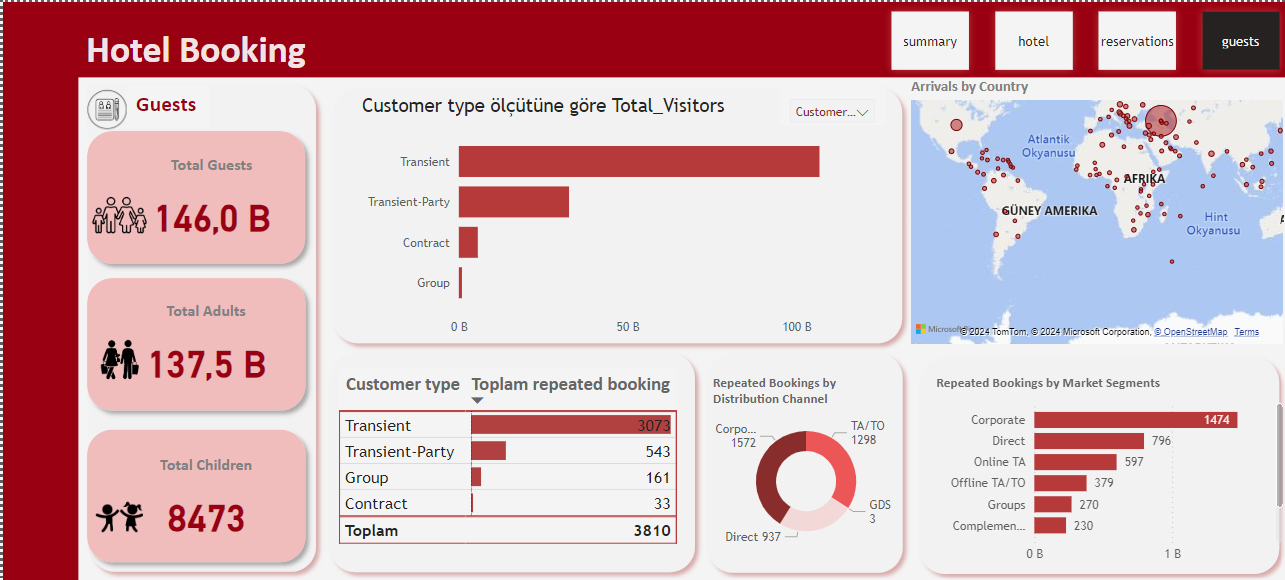 Hotel Booking
summary
hotel
reservations
guests
Guests
Total Guests
146,0 B
Total Adults
137,5 B
Total Children
8473
Customer type ölçütüne göre Total_Visitors
Customer...
Transient
Transient-Party
Contract
Group
0 B
50 B
100 B
Arrivals by Country
Atlantik
Okyanusu
AFRIKA
GÜNEY AMERIKA
Hint
Okyanusu
Microsoft
© 2024 TomTom, © 2024 Microsoft Corporation, © OpenStreetMap Terms
Customer type Toplam repeated booking
Transient 3073
Transient-Party 543
Group 161
Contract 33
Toplam 3810
Repeated Bookings by
Distribution Channel
Corpo...
1572
TA/TO
1298
GDS
3
Direct 937
Repeated Bookings by Market Segments
Corporate 1474
Direct 796
Online TA 597
Offline TA/TO 379
Groups 270
Complemen... 230
0 B
1 B